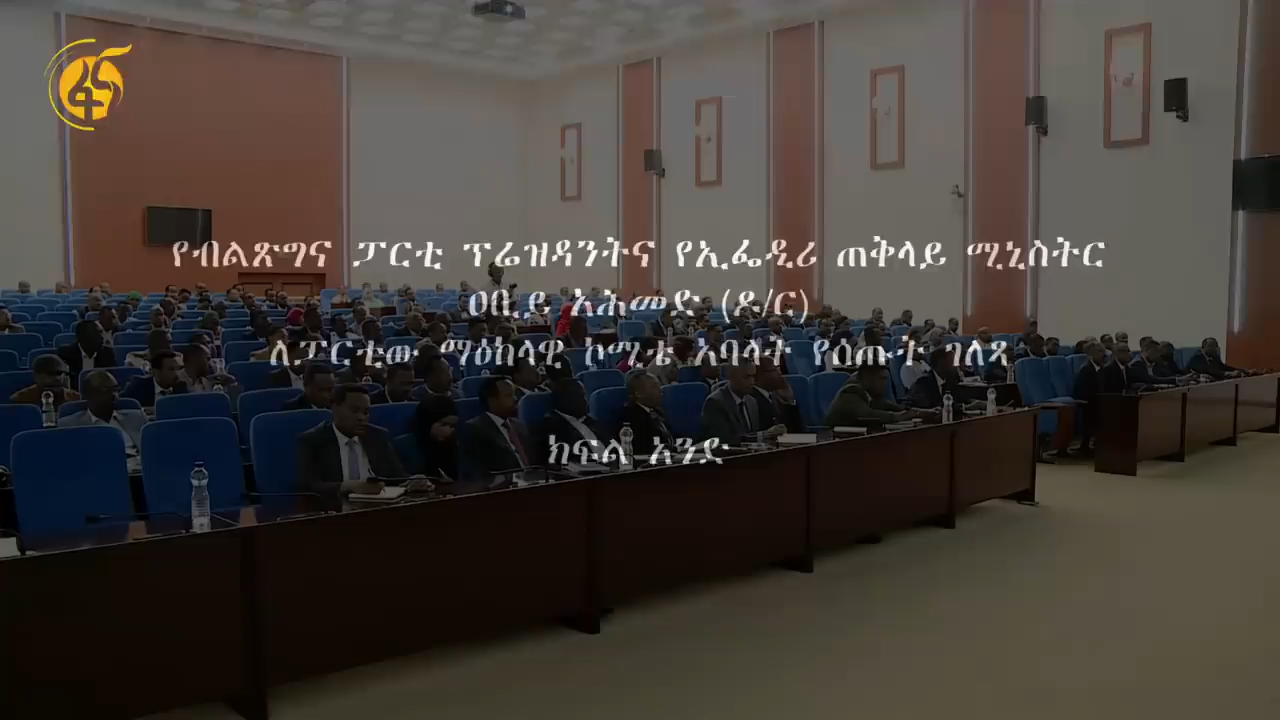 የብልጽግና ፓርቲ ፕሬዝዳንትና የኢፌዲሪ ጠቅላይ ሚኒስትር
ዐቢይ አሕመድ (ዶ/ር)
ለፓርቲው ማዕከላዊ ኮሚቴ አባላት የሰጡት ገለጻ
ክፍል አንድ